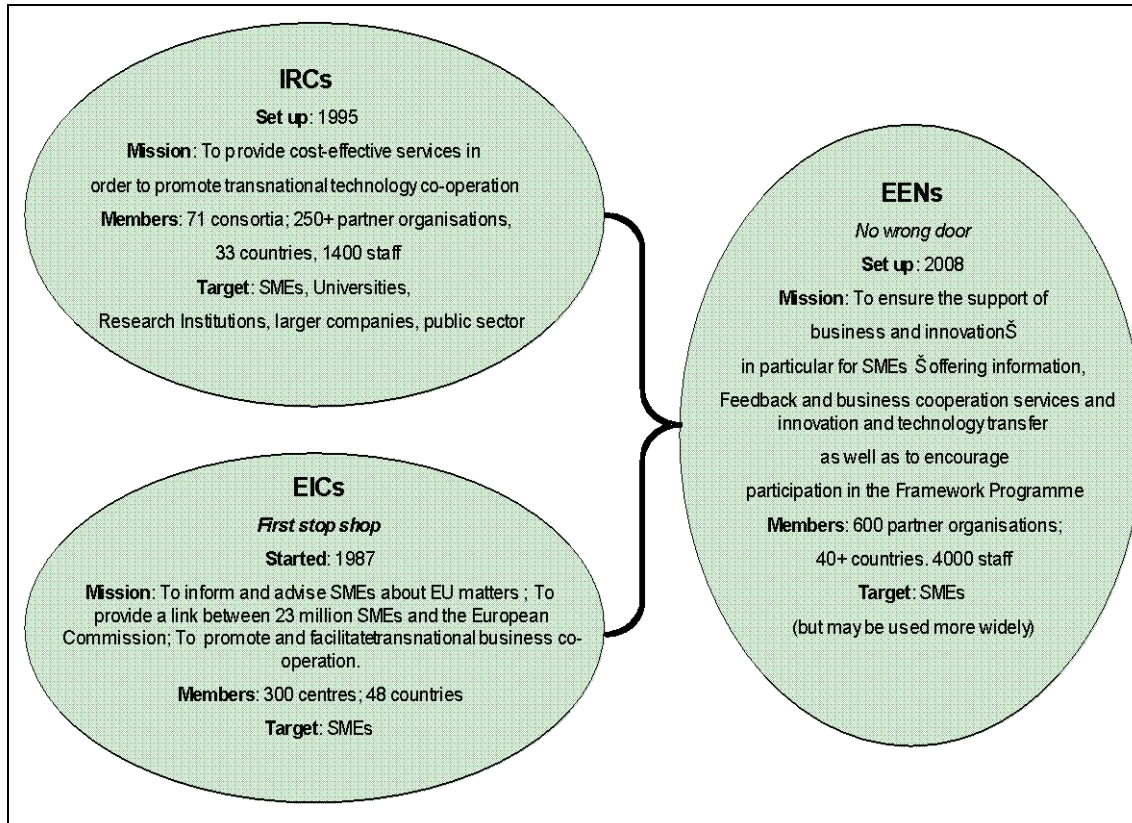 IRCs
Set up: 1995
Mission: To provide cost-effective services in
order to promote transnational technology co-operation
Members: 71 consortia; 250+ partner organisations,
33 countries, 1400 staff
Target: SMEs, Universities,
Research Institutions, larger companies, public sector
EICs
First stop shop
Started: 1987
Mission: To inform and advise SMEs about EU matters ; To
provide a link between 23 million SMEs and the European
Commission; To promote and facilitatetransnational business co-
operation.
Members: 300 centres; 48 countries
Target: SMEs
EENs
No wrong door
Set up: 2008
Mission: To ensure the support of
business and innovationŠ
in particular for SMEs Š offering information,
Feedback and business cooperation services and
innovation and technology transfer
as well as to encourage
participation in the Framework Programme
Members: 600 partner organisations;
40+ countries. 4000 staff
Target: SMEs
(but may be used more widely)